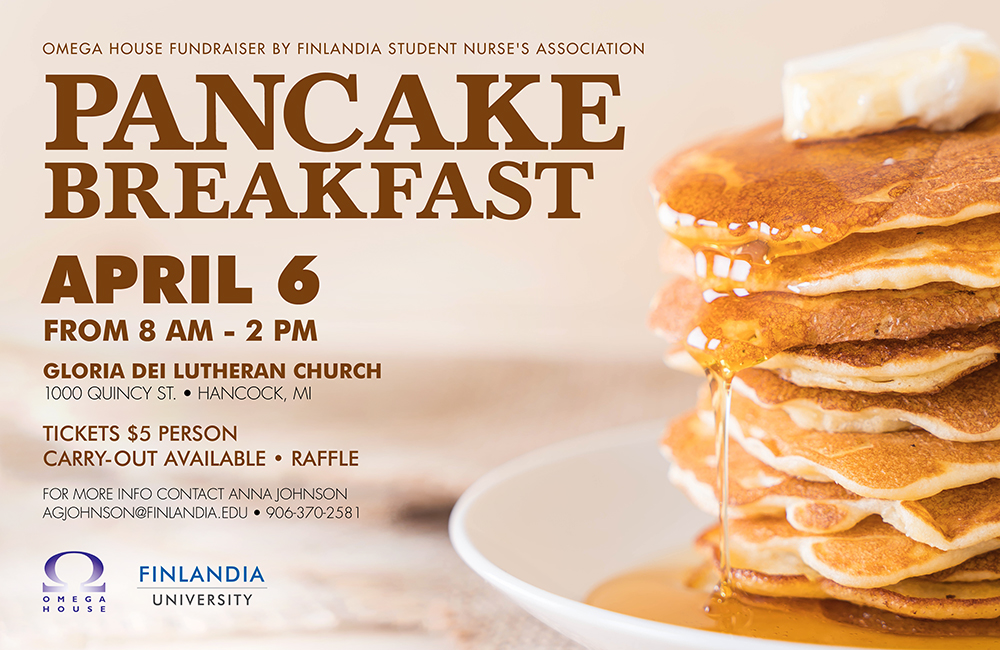 OMEGA HOUSE FUNDRAISER BY FINLANDIA STUDENT NURSE'S ASSOCIATION
PANCAKE
BREAKFAST
APRIL 6
FROM 8 AM - 2 PM
GLORIA DEI LUTHERAN CHURCH
1000 QUINCY ST. • HANCOCK, MI
TICKETS $5 PERSON
CARRY-OUT AVAILABLE • RAFFLE
FOR MORE INFO CONTACT ANNA JOHNSON
AGJOHNSON@FINLANDIA.EDU • 906-370-2581
OMEGA
HOUSE
FINLANDIA
UNIVERSITY